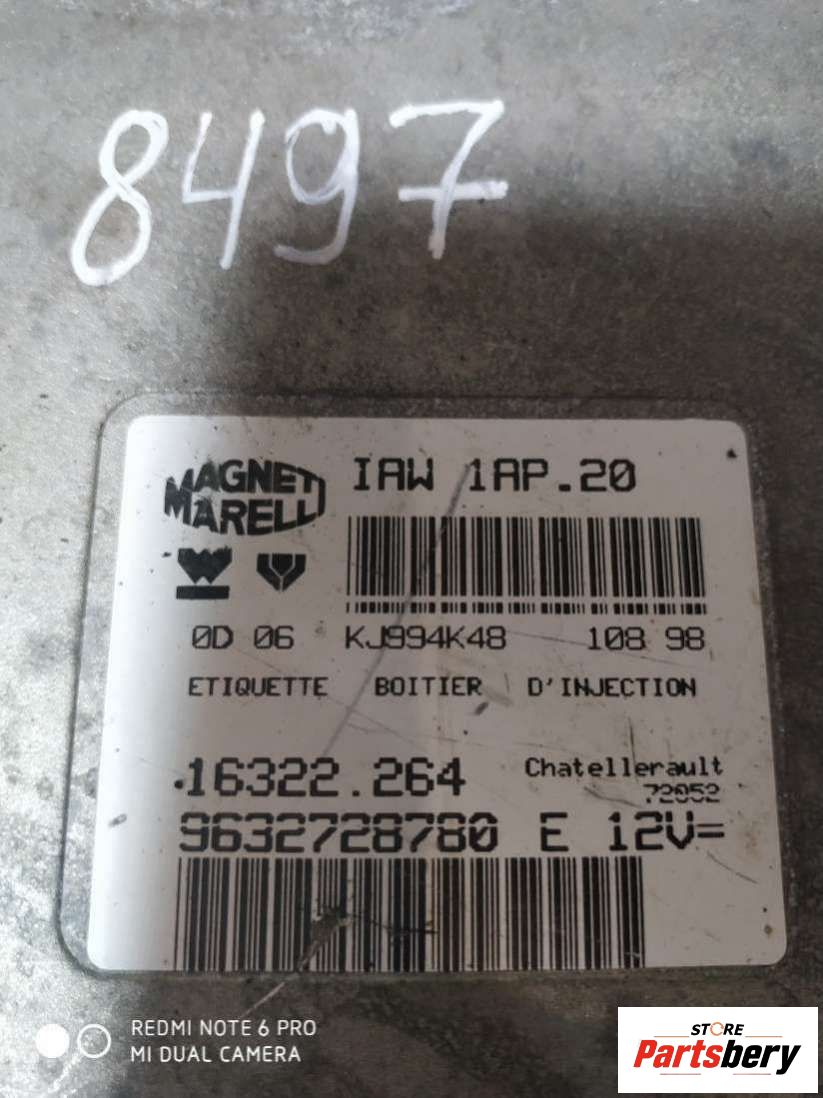 8497
MAGNETI
MARELLI
IAW 1AP.20
0D 06 KJ994K48 108 98
ETIQUETTE BOITIER D'INJECTION
16322.264 Chatellerault
72052
9632728780 E 12V=
REDMI NOTE 6 PRO
MI DUAL CAMERA
STORE
Partsbery